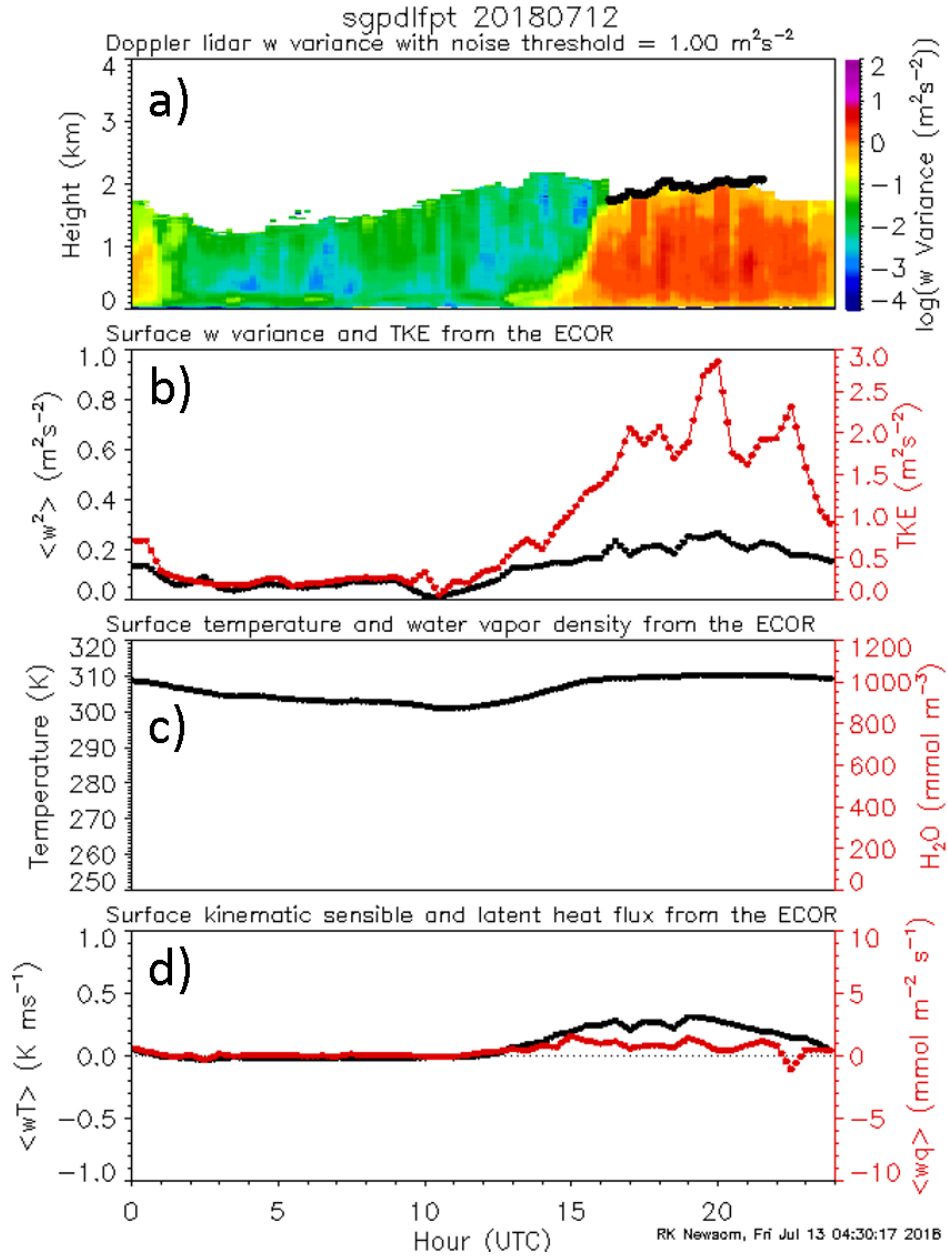 sgpdlfpt 20180712
Doppler lidar w variance with noise threshold = 1.00 m²s⁻²
a)
4
3
2
1
0
Height (km)
2
1
0
−1
−2
−3
−4
log(w Variance (m²s⁻²))
Surface w variance and TKE from the ECOR
b)
1.0
0.8
0.6
0.4
0.2
0.0
<w²> (m²s⁻²)
3.0
2.5
2.0
1.5
1.0
0.5
0.0
TKE (m²s⁻²)
Surface temperature and water vapor density from the ECOR
c)
320
310
300
290
280
270
260
250
Temperature (K)
1200
1000
800
600
400
200
0
H₂O (mmol m⁻³)
Surface kinematic sensible and latent heat flux from the ECOR
d)
1.0
0.5
0.0
−0.5
−1.0
<wT> (K ms⁻¹)
10
5
0
−5
−10
<wq> (mmol m⁻² s⁻¹)
0 5 10 15 20
Hour (UTC)
RK Newsom, Fri Jul 13 04:30:17 2018